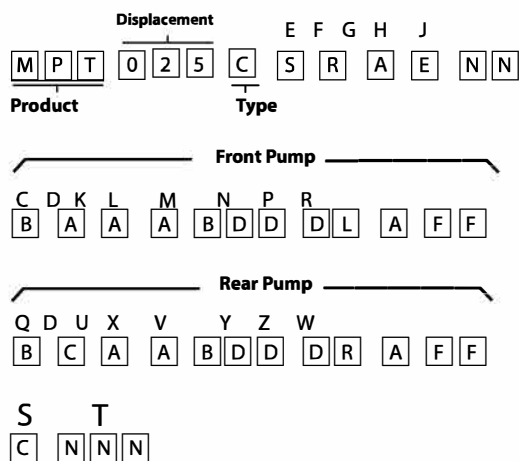 Displacement
E F G H J
M P T 0 2 5 C S R A E N N
Product Type
Front Pump
C D K L M N P R
B A A A B D D D L A F F
Rear Pump
Q D U X V Y Z W
B C A A B D D D R A F F
S T
C N N N